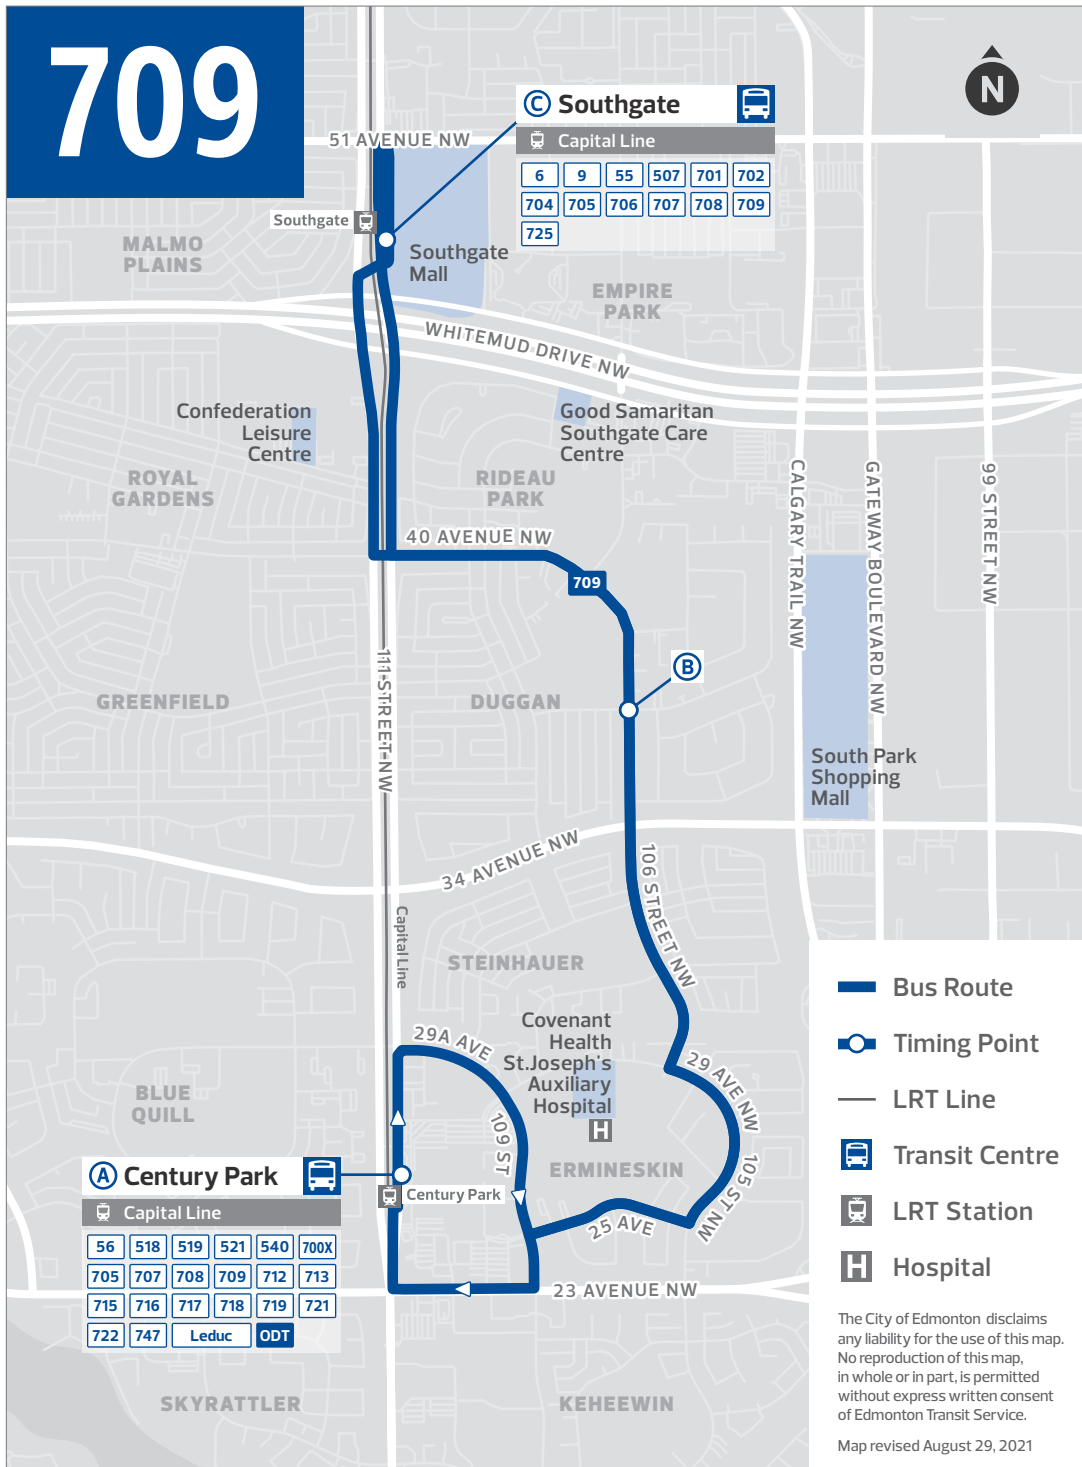 709
N
C Southgate
Capital Line
6 9 55 507 701 702
704 705 706 707 708 709
725
51 AVENUE NW
Southgate
Southgate
Mall
MALMO
PLAINS
EMPIRE
PARK
WHITEMUD DRIVE NW
Confederation
Leisure
Centre
Good Samaritan
Southgate Care
Centre
ROYAL
GARDENS
RIDEAU
PARK
CALGARY TRAIL NW
GATEWAY BOULEVARD NW
99 STREET NW
40 AVENUE NW
709
B
111 STREET NW
GREENFIELD
DUGGAN
South Park
Shopping
Mall
34 AVENUE NW
106 STREET NW
Capital Line
STEINHAUER
Covenant
Health
St.Joseph's
Auxiliary
Hospital
H
29A AVE
29 AVE NW
109 ST
105 ST NW
BLUE
QUILL
ERMINESKIN
25 AVE
A Century Park
Century Park
Capital Line
56 518 519 521 540 700X
705 707 708 709 712 713
715 716 717 718 719 721
722 747 Leduc ODT
23 AVENUE NW
SKYRATTLER
KEHEEWIN
Bus Route
Timing Point
LRT Line
Transit Centre
LRT Station
H Hospital
The City of Edmonton disclaims
any liability for the use of this map.
No reproduction of this map,
in whole or in part, is permitted
without express written consent
of Edmonton Transit Service.
Map revised August 29, 2021